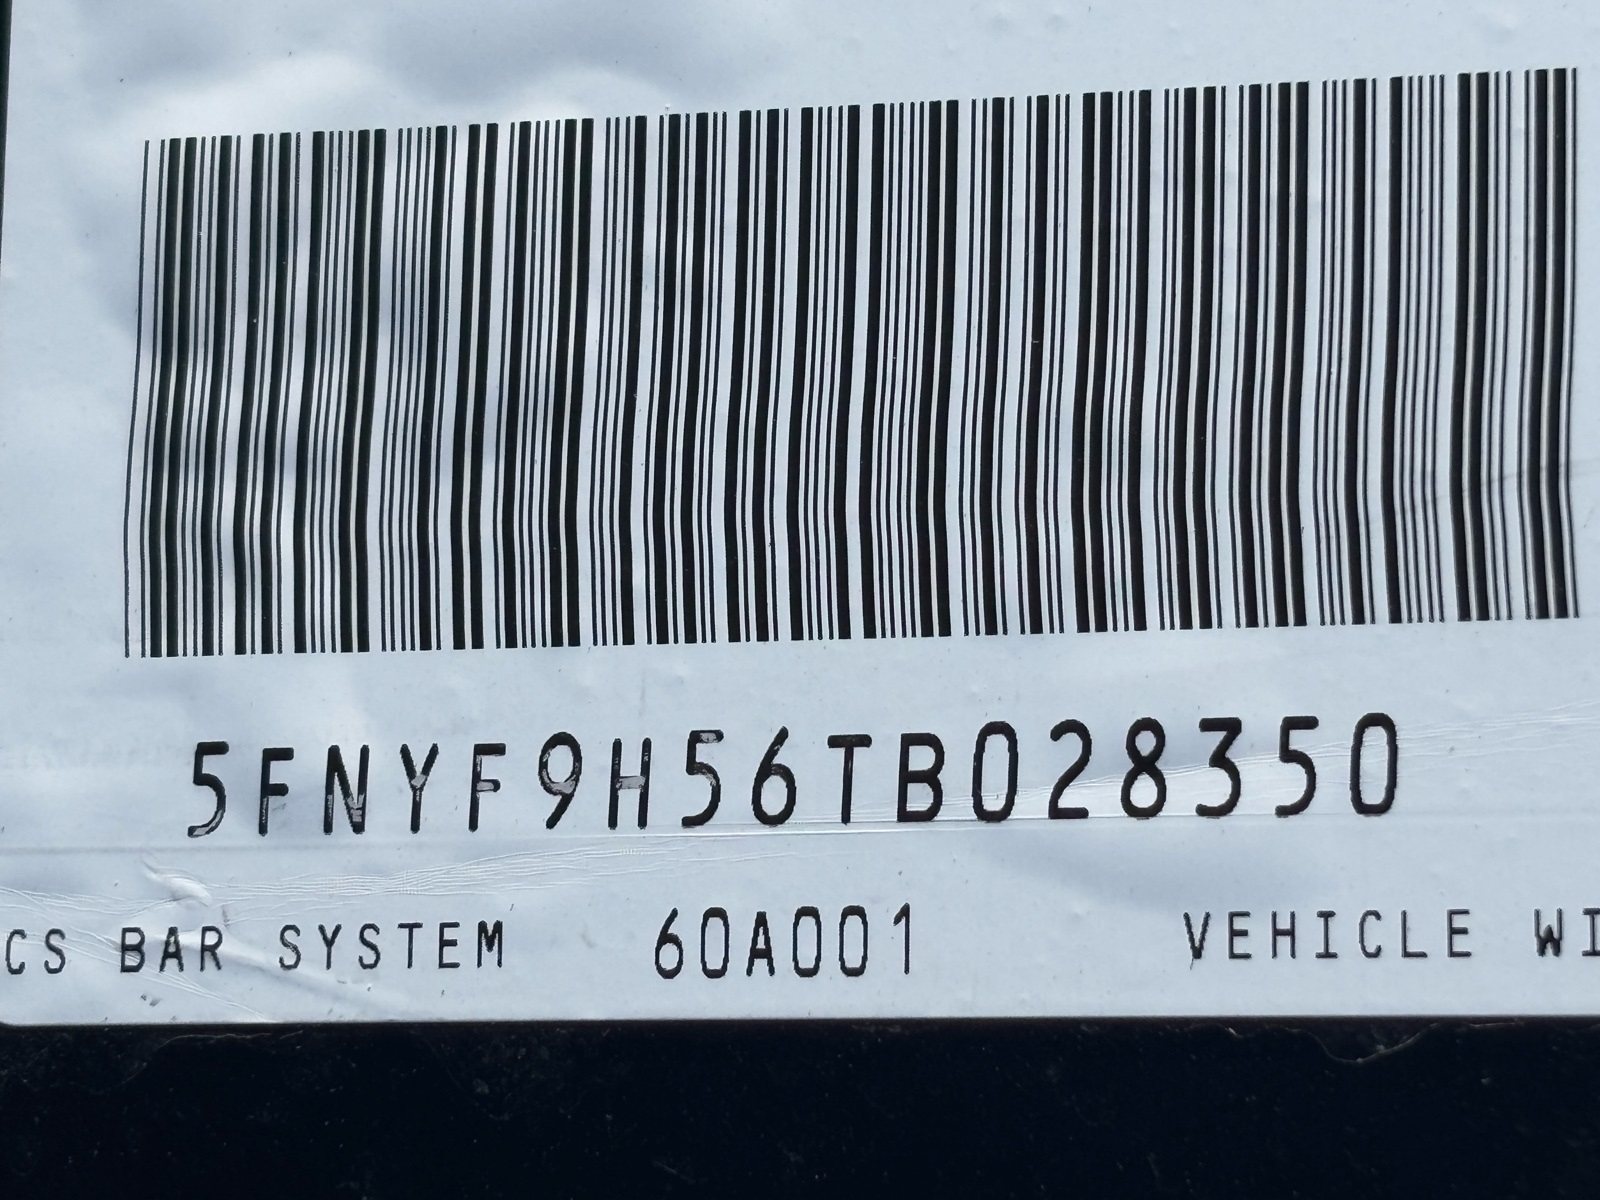 5FNYF9H56TB028350
CS BAR SYSTEM 60A001 VEHICLE WI